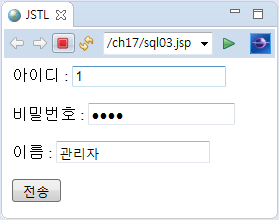 JSTL
/ch17/sql03.jsp
아이디 : 1
비밀번호 : ●●●●
이름 : 관리자
전송